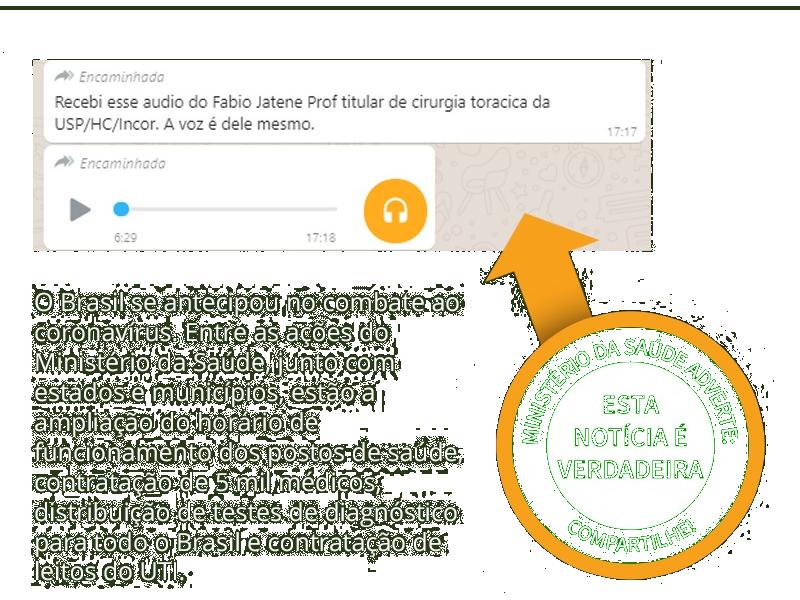 Encaminhada
Recebi esse audio do Fabio Jatene Prof titular de cirurgia toracica da
USP/HC/Incor. A voz é dele mesmo.
17:17
Encaminhada
6:29
17:18
O Brasil se antecipou no combate ao
coronavírus. Entre as ações do
Ministério da Saúde, junto com
estados e municípios, estão a
ampliação do horário de
funcionamento dos postos de saúde,
contratação de 5 mil médicos,
distribuição de testes de diagnóstico
para todo o Brasil e contratação de
leitos do UTI.
MINISTÉRIO DA SAÚDE ADVERTE:
ESTA
NOTÍCIA É
VERDADEIRA
COMPARTILHE!